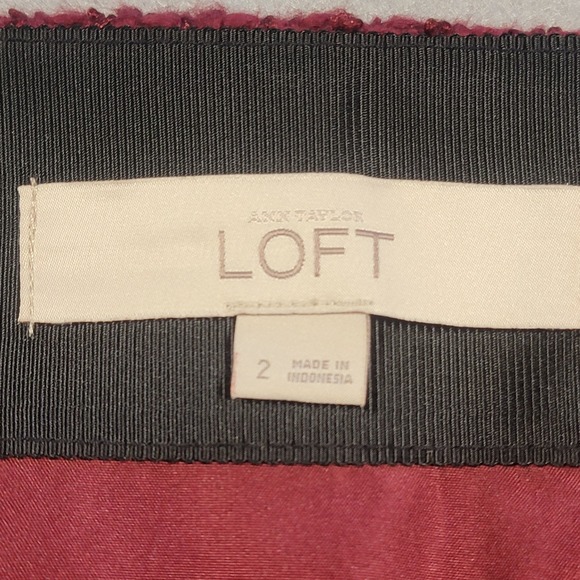 ANN TAYLOR
LOFT
2
MADE IN
INDONESIA